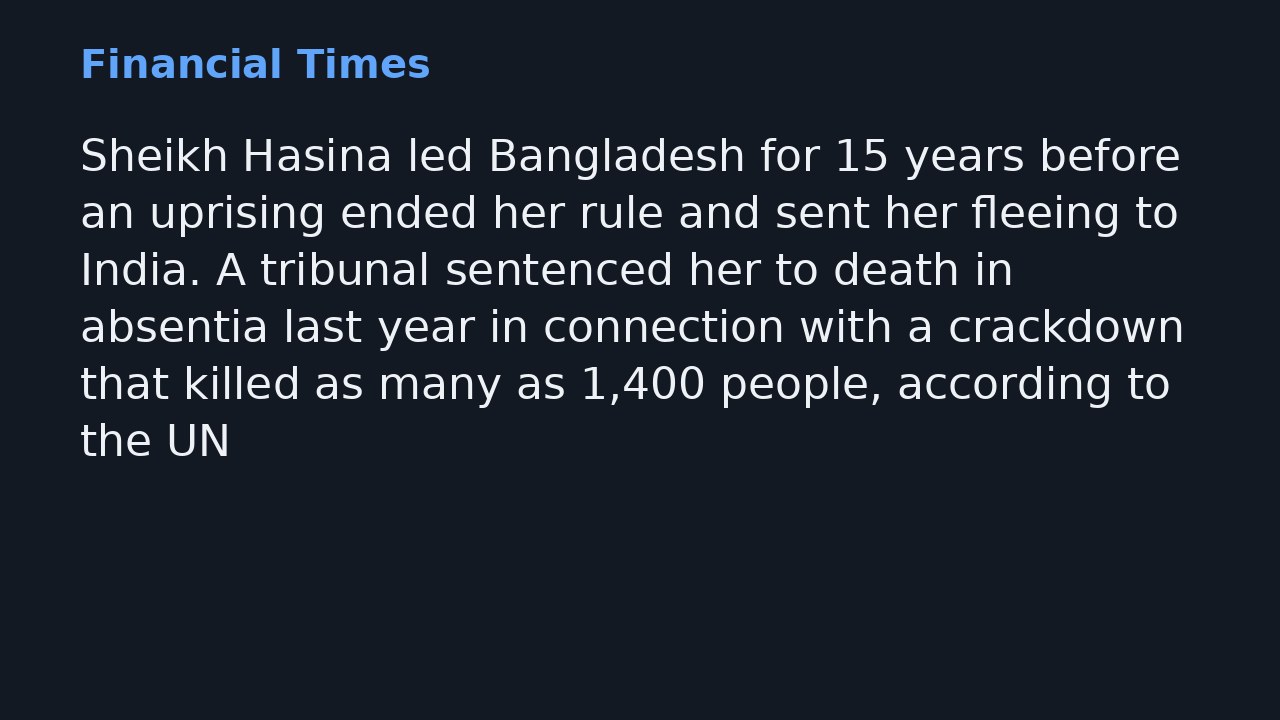 Financial Times
Sheikh Hasina led Bangladesh for 15 years before
an uprising ended her rule and sent her fleeing to
India. A tribunal sentenced her to death in
absentia last year in connection with a crackdown
that killed as many as 1,400 people, according to
the UN